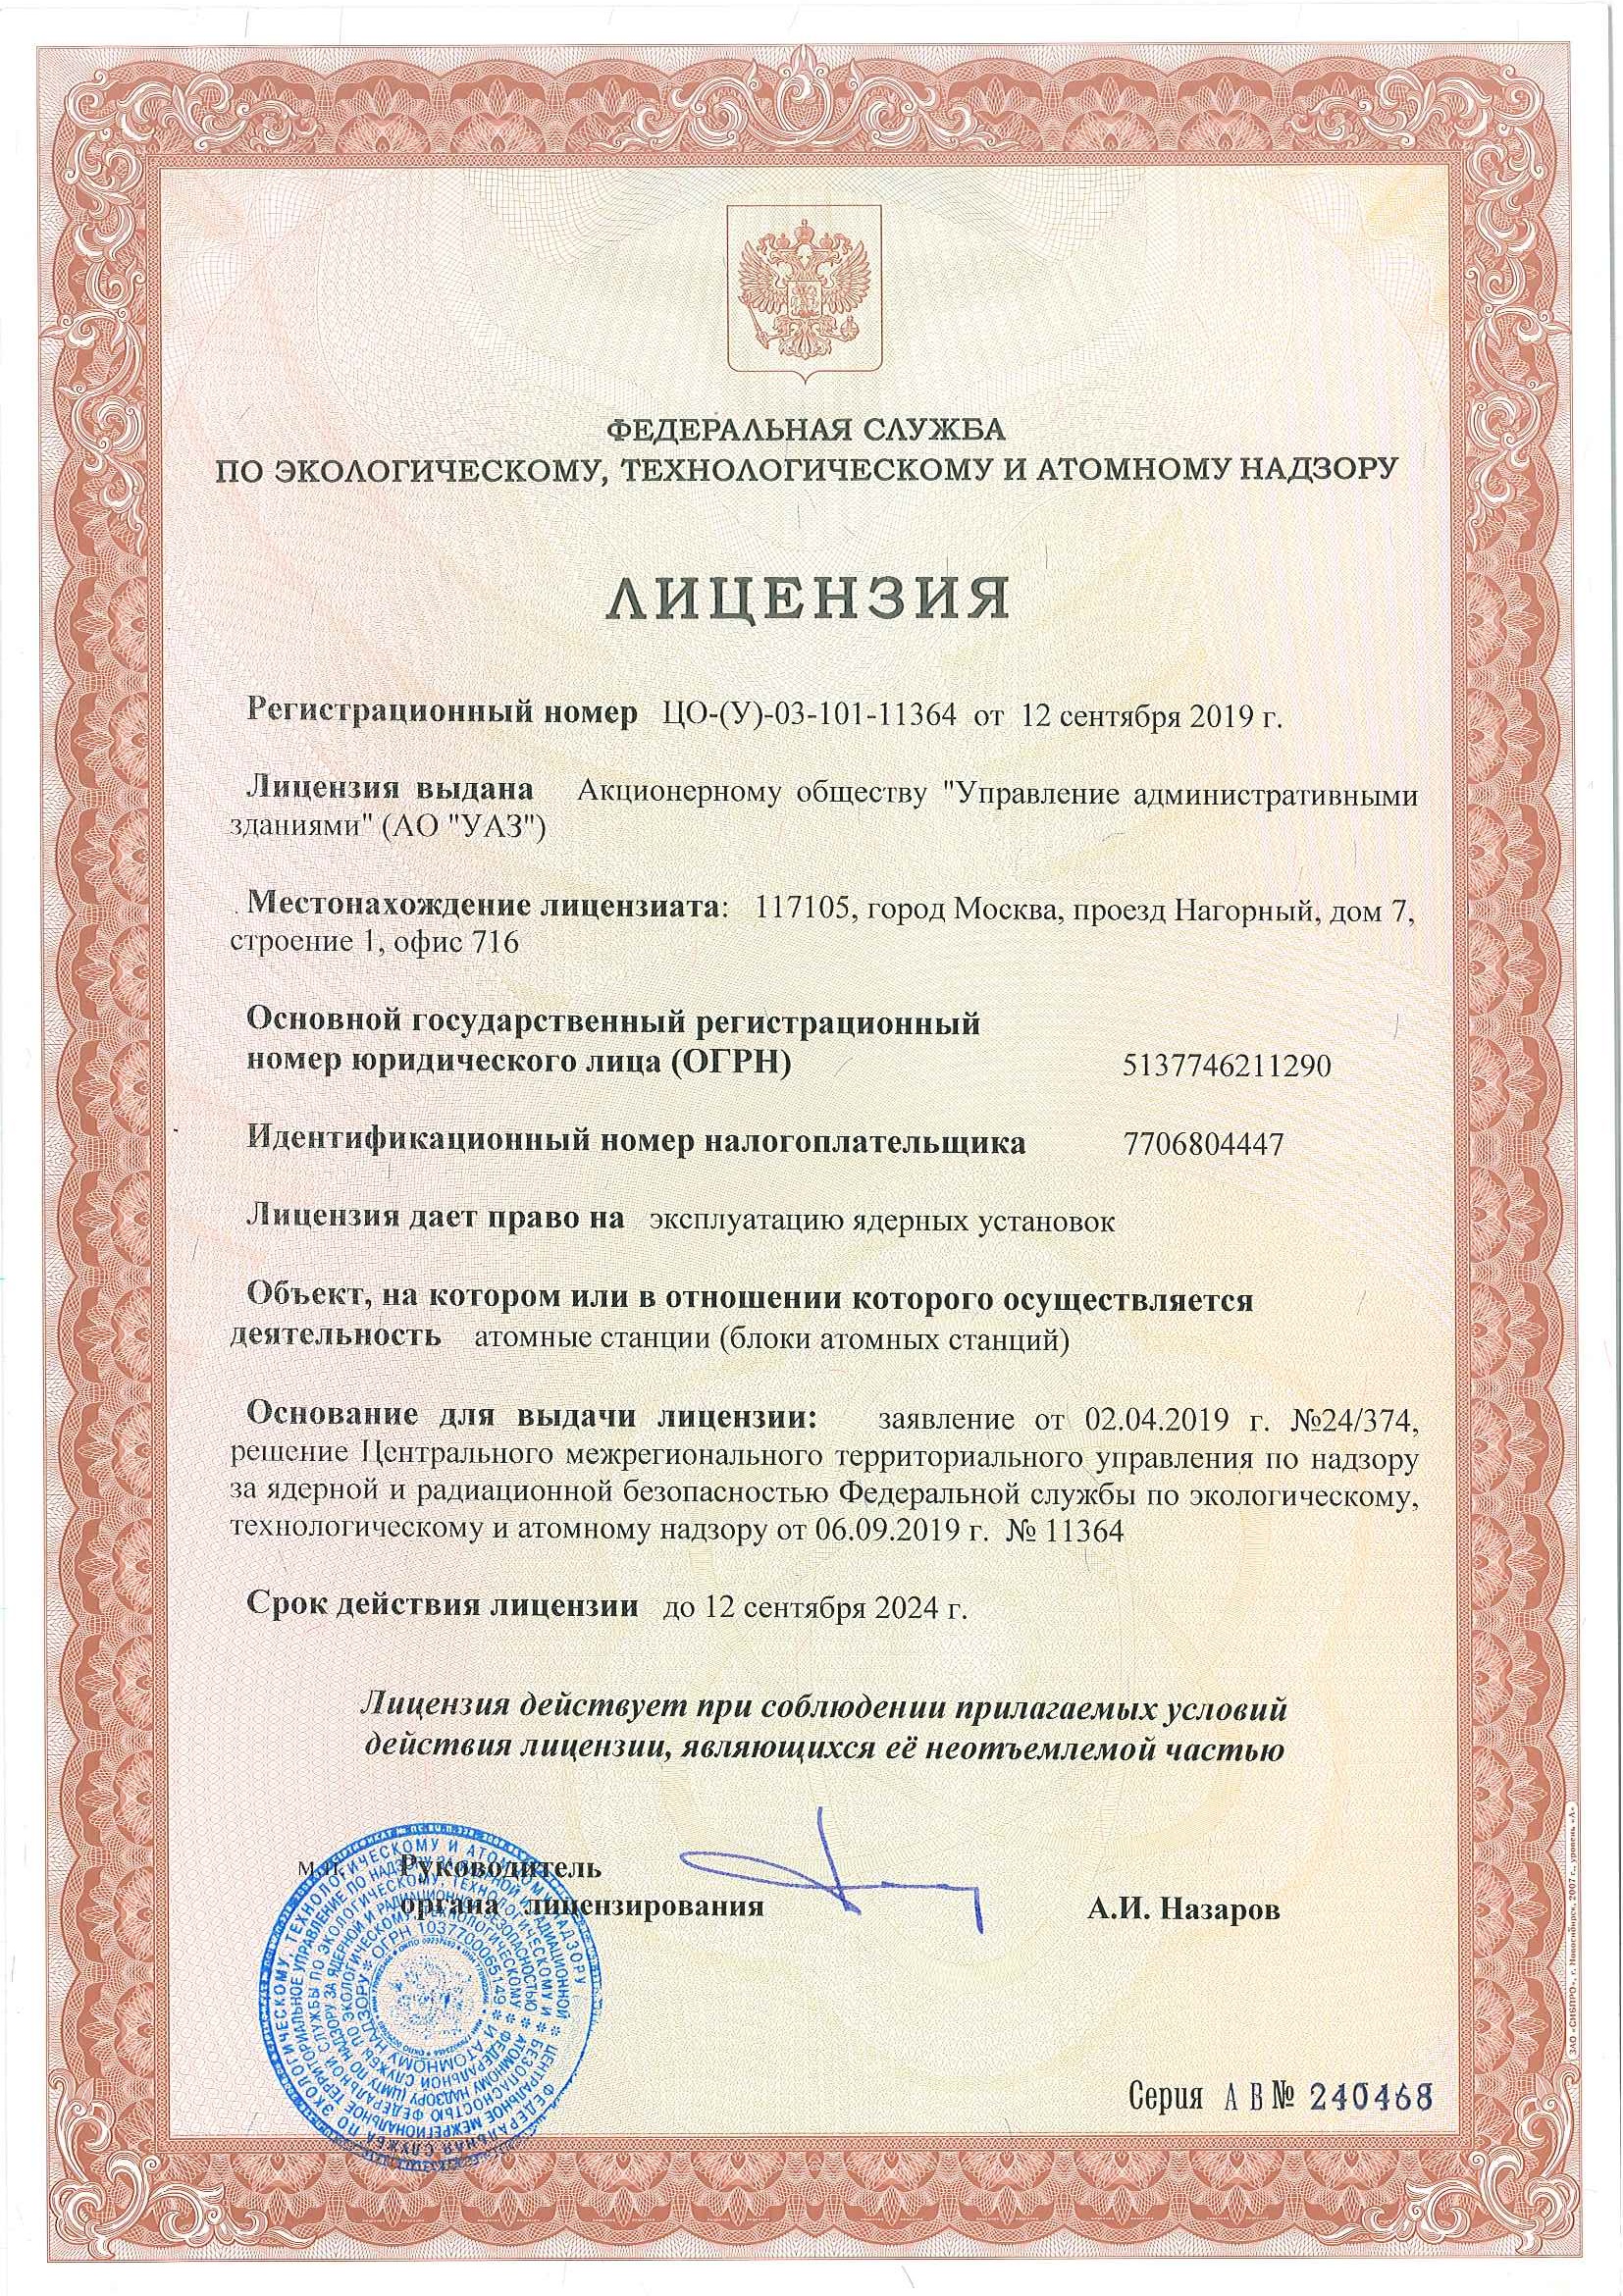 ФЕДЕРАЛЬНАЯ СЛУЖБА
ПО ЭКОЛОГИЧЕСКОМУ, ТЕХНОЛОГИЧЕСКОМУ И АТОМНОМУ НАДЗОРУ
ЛИЦЕНЗИЯ
Регистрационный номер ЦО-(У)-03-101-11364 от 12 сентября 2019 г.
Лицензия выдана Акционерному обществу "Управление административными
зданиями" (АО "УАЗ")
Местонахождение лицензиата: 117105, город Москва, проезд Нагорный, дом 7,
строение 1, офис 716
Основной государственный регистрационный
номер юридического лица (ОГРН) 5137746211290
Идентификационный номер налогоплательщика 7706804447
Лицензия дает право на эксплуатацию ядерных установок
Объект, на котором или в отношении которого осуществляется
деятельность атомные станции (блоки атомных станций)
Основание для выдачи лицензии: заявление от 02.04.2019 г. №24/374,
решение Центрального межрегионального территориального управления по надзору
за ядерной и радиационной безопасностью Федеральной службы по экологическому,
технологическому и атомному надзору от 06.09.2019 г. № 11364
Срок действия лицензии до 12 сентября 2024 г.
Лицензия действует при соблюдении прилагаемых условий
действия лицензии, являющихся её неотъемлемой частью
М.П. Руководитель
органа лицензирования А.И. Назаров
ОГРН 1037700065149
Серия А В № 240468
ЗАО «СИБПРО», г. Новосибирск, 2007 г., уровень «А»